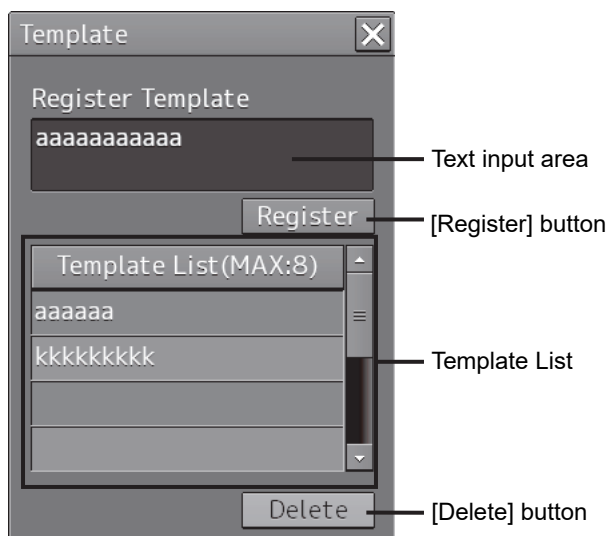 Template
Register Template
aaaaaaaaaaa
Text input area
Register
[Register] button
Template List(MAX:8)
aaaaaa
kkkkkkkkk
Template List
Delete
[Delete] button